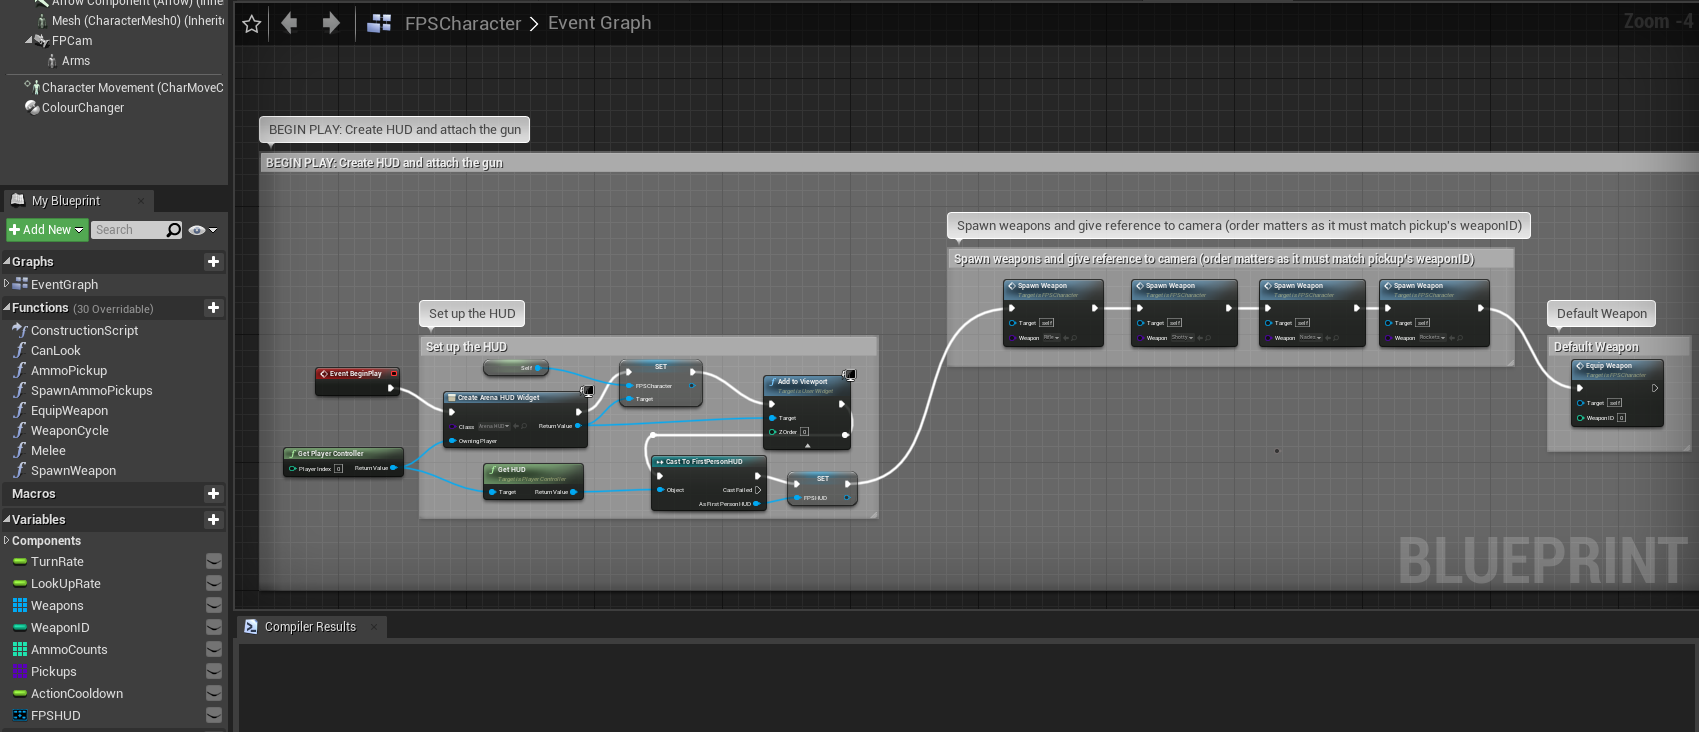 Arrow Component (Arrow) (Inhe
Mesh (CharacterMesh0) (Inherite
FPCam
Arms
Character Movement (CharMoveC
ColourChanger
My Blueprint
Add New
Search
Graphs
EventGraph
Functions (30 Overridable)
ConstructionScript
CanLook
AmmoPickup
SpawnAmmoPickups
EquipWeapon
WeaponCycle
Melee
SpawnWeapon
Macros
Variables
Components
TurnRate
LookUpRate
Weapons
WeaponID
AmmoCounts
Pickups
ActionCooldown
FPSHUD
FPSCharacter > Event Graph
Zoom -4
BEGIN PLAY: Create HUD and attach the gun
BEGIN PLAY: Create HUD and attach the gun
Set up the HUD
Set up the HUD
Event BeginPlay
Get Player Controller
Player Index 0 Return Value
Create Arena HUD Widget
Class Arena HUD Return Value
Owning Player
Self
SET
FPSCharacter
Target
Get HUD
Target is Player Controller
Target Return Value
Add to Viewport
Target is User Widget
Target
ZOrder 0
Cast To FirstPersonHUD
Object Cast Failed
As First Person HUD
SET
FPSHUD
Spawn weapons and give reference to camera (order matters as it must match pickup's weaponID)
Spawn weapons and give reference to camera (order matters as it must match pickup's weaponID)
Spawn Weapon
Target is FPSCharacter
Target self
Weapon Rifle
Spawn Weapon
Target is FPSCharacter
Target self
Weapon Shotty
Spawn Weapon
Target is FPSCharacter
Target self
Weapon
Spawn Weapon
Target is FPSCharacter
Target self
Weapon Rockets
Default Weapon
Default Weapon
Equip Weapon
Target is FPSCharacter
Target self
Weapon ID 0
BLUEPRINT
Compiler Results